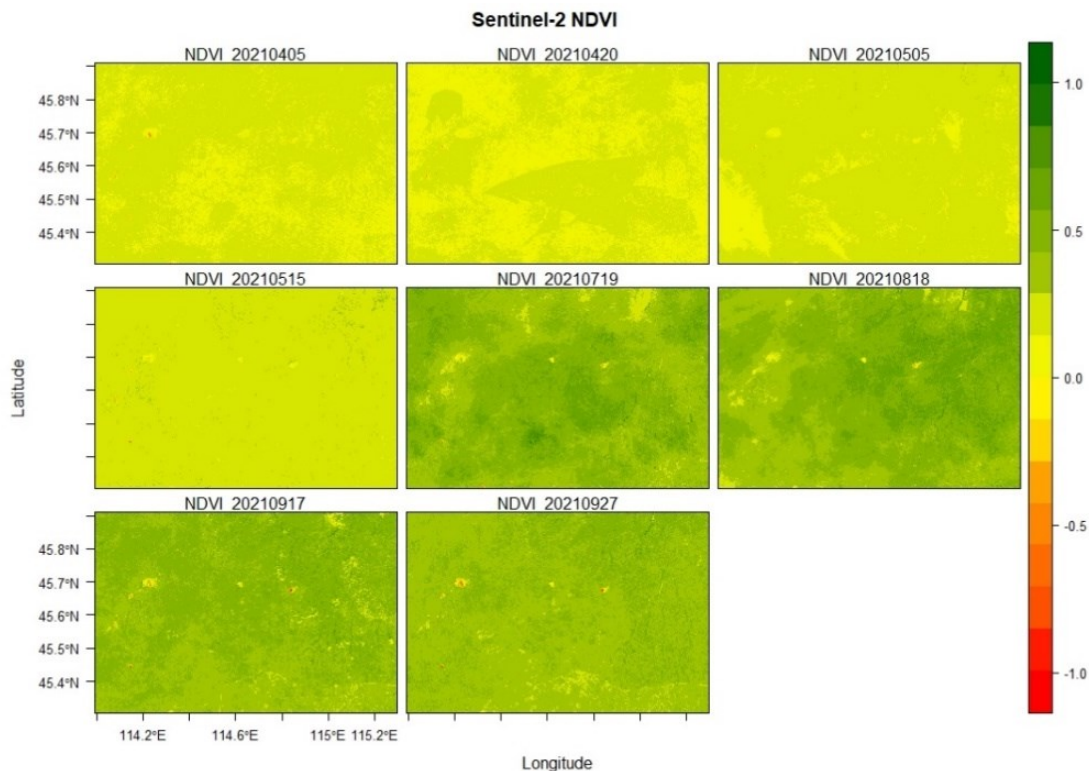 Sentinel-2 NDVI
NDVI_20210405 NDVI_20210420 NDVI_20210505
45.8°N
45.7°N
45.6°N
45.5°N
45.4°N
NDVI_20210515 NDVI_20210719 NDVI_20210818
Latitude
NDVI_20210917 NDVI_20210927
45.8°N
45.7°N
45.6°N
45.5°N
45.4°N
114.2°E 114.6°E 115°E 115.2°E
Longitude
1.0
0.5
0.0
-0.5
-1.0